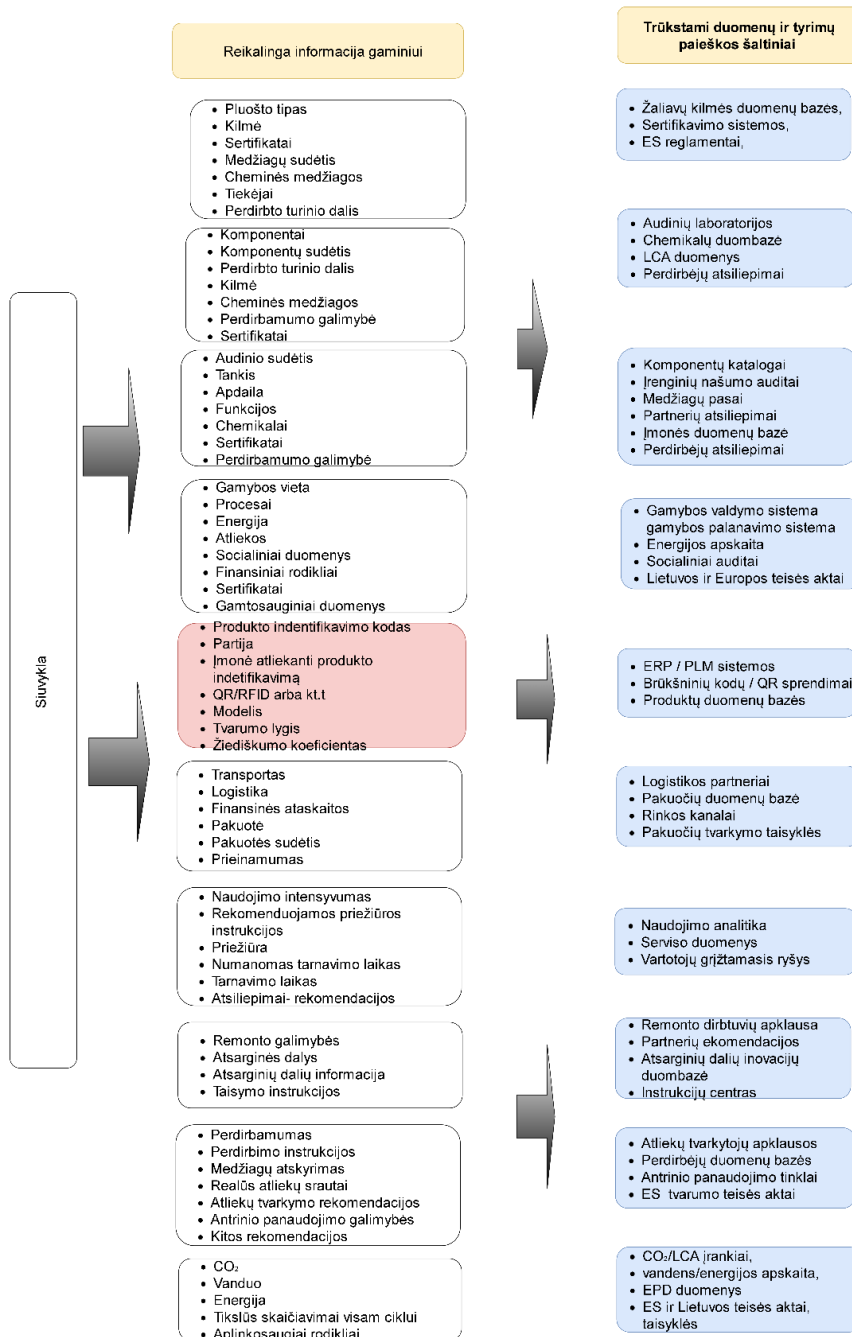 Reikalinga informacija gaminiui
Trūkstami duomenų ir tyrimų
paieškos šaltiniai
Siuvykla
• Pluošto tipas
• Kilmė
• Sertifikatai
• Medžiagų sudėtis
• Cheminės medžiagos
• Tiekėjai
• Perdirbto turinio dalis
• Žaliavų kilmės duomenų bazės,
• Sertifikavimo sistemos,
• ES reglamentai,
• Komponentai
• Komponentų sudėtis
• Perdirbto turinio dalis
• Kilmė
• Cheminės medžiagos
• Perdirbamumo galimybė
• Sertifikatai
• Audinių laboratorijos
• Chemikalų duombazė
• LCA duomenys
• Perdirbėjų atsiliepimai
• Audinio sudėtis
• Tankis
• Apdaila
• Funkcijos
• Chemikalai
• Sertifikatai
• Perdirbamumo galimybė
• Komponentų katalogai
• Įrenginių našumo auditai
• Medžiagų pasai
• Partnerių atsiliepimai
• Įmonės duomenų bazė
• Perdirbėjų atsiliepimai
• Gamybos vieta
• Procesai
• Energija
• Atliekos
• Socialiniai duomenys
• Finansiniai rodikliai
• Sertifikatai
• Gamtosauginiai duomenys
• Gamybos valdymo sistema
gamybos palanavimo sistema
• Energijos apskaita
• Socialiniai auditai
• Lietuvos ir Europos teisės aktai
• Produkto indentifikavimo kodas
• Partija
• Įmonė atliekanti produkto
indetifikavimą
• QR/RFID arba kt.t
• Modelis
• Tvarumo lygis
• Žiediškumo koeficientas
• ERP / PLM sistemos
• Brūkšninių kodų / QR sprendimai
• Produktų duomenų bazės
• Transportas
• Logistika
• Finansinės ataskaitos
• Pakuotė
• Pakuotės sudėtis
• Prieinamumas
• Logistikos partneriai
• Pakuočių duomenų bazė
• Rinkos kanalai
• Pakuočių tvarkymo taisyklės
• Naudojimo intensyvumas
• Rekomenduojamos priežiūros
instrukcijos
• Priežiūra
• Numanomas tarnavimo laikas
• Tarnavimo laikas
• Atsiliepimai- rekomendacijos
• Naudojimo analitika
• Serviso duomenys
• Vartotojų grįžtamasis ryšys
• Remonto galimybės
• Atsarginės dalys
• Atsarginių dalių informacija
• Taisymo instrukcijos
• Remonto dirbtuvių apklausa
• Partnerių ekomendacijos
• Atsarginių dalių inovacijų
duombazė
• Instrukcijų centras
• Perdirbamumas
• Perdirbimo instrukcijos
• Medžiagų atskyrimas
• Realūs atliekų srautai
• Atliekų tvarkymo rekomendacijos
• Antrinio panaudojimo galimybės
• Kitos rekomendacijos
• Atliekų tvarkytojų apklausos
• Perdirbėjų duomenų bazės
• Antrinio panaudojimo tinklai
• ES tvarumo teisės aktai
• CO₂
• Vanduo
• Energija
• Tikslūs skaičiavimai visam ciklui
• Aplinkosaugiai rodikliai
• CO₂/LCA įrankiai,
• vandens/energijos apskaita,
• EPD duomenys
• ES ir Lietuvos teisės aktai,
taisyklės